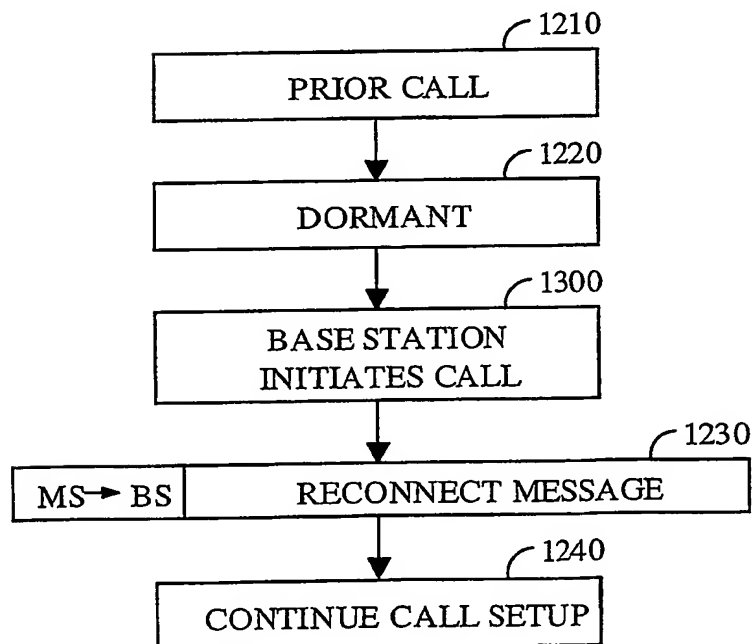 1210
PRIOR CALL
1220
DORMANT
1300
BASE STATION
INITIATES CALL
1230
MS → BS RECONNECT MESSAGE
1240
CONTINUE CALL SETUP